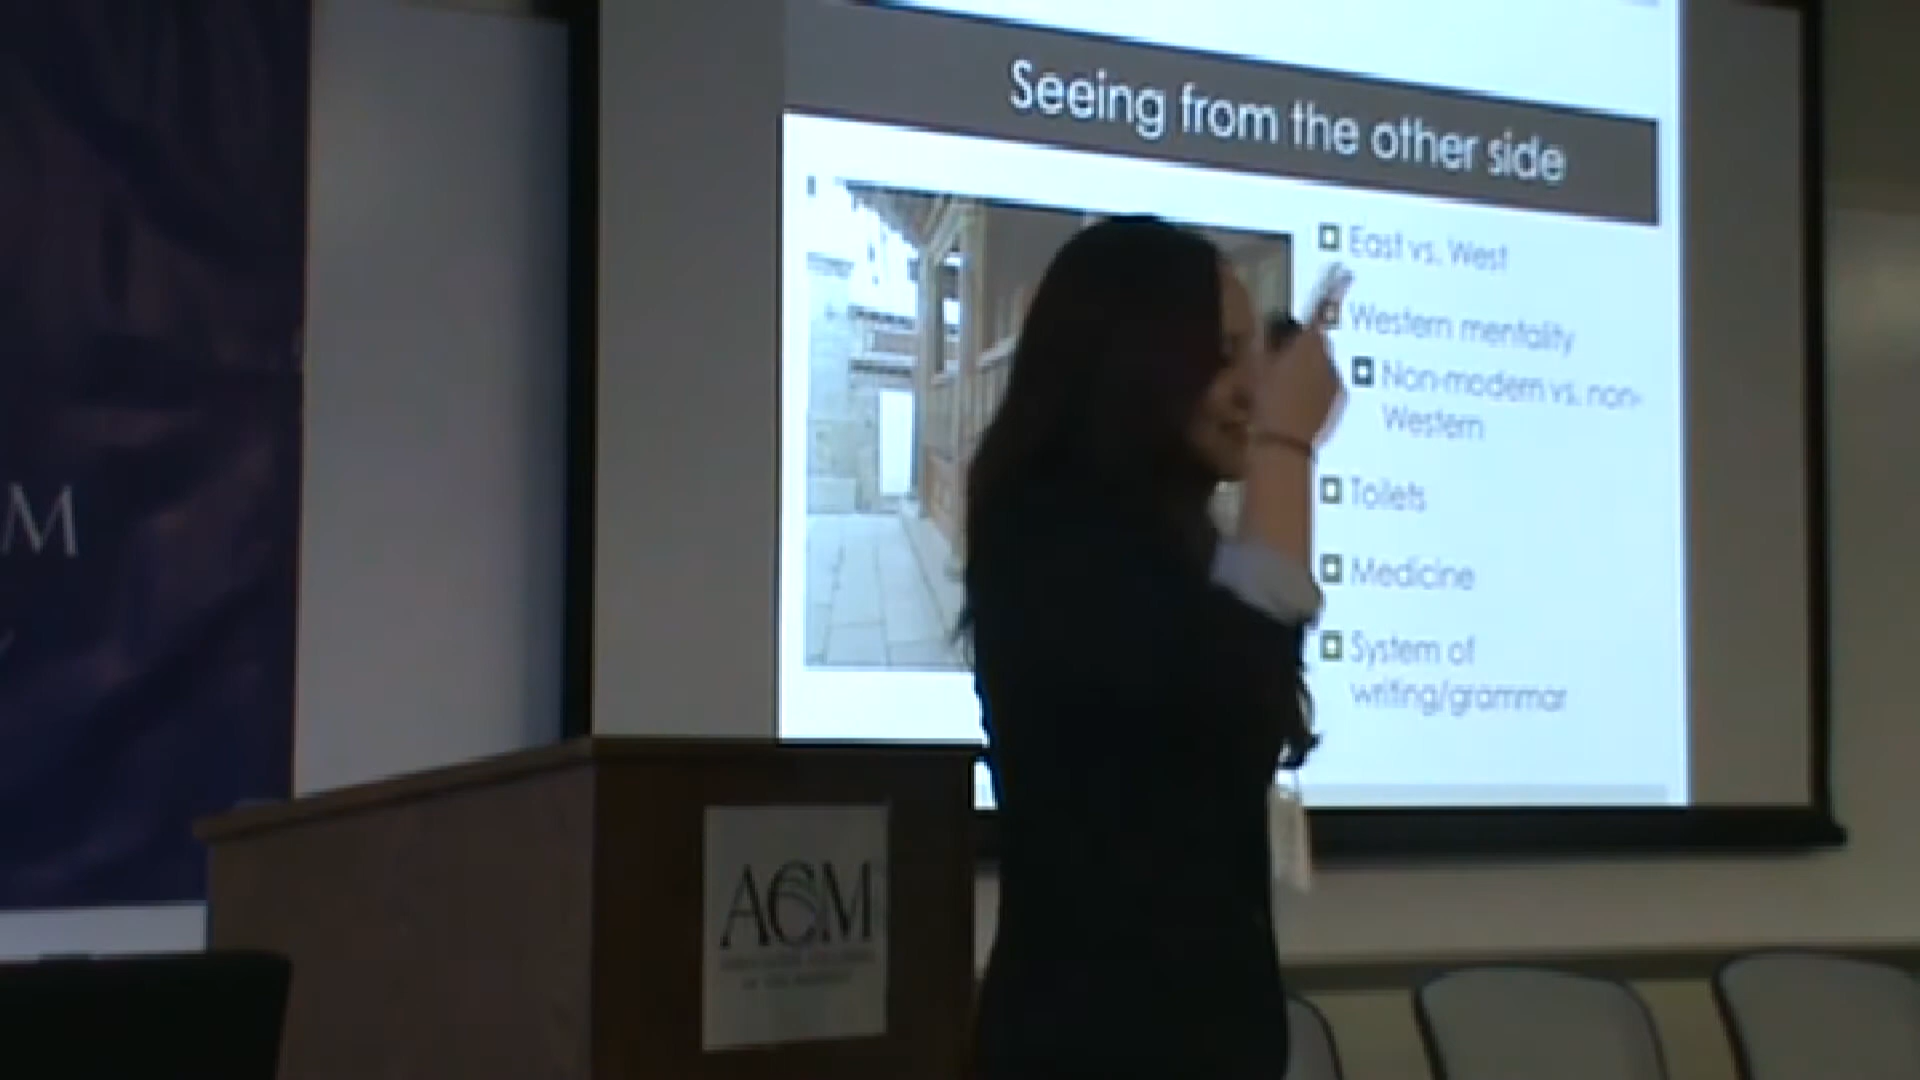 Seeing from the other side
East vs. West
Western mentality
Non-modern vs. non-
Western
Toilets
Medicine
System of
writing/grammar
M
ACM